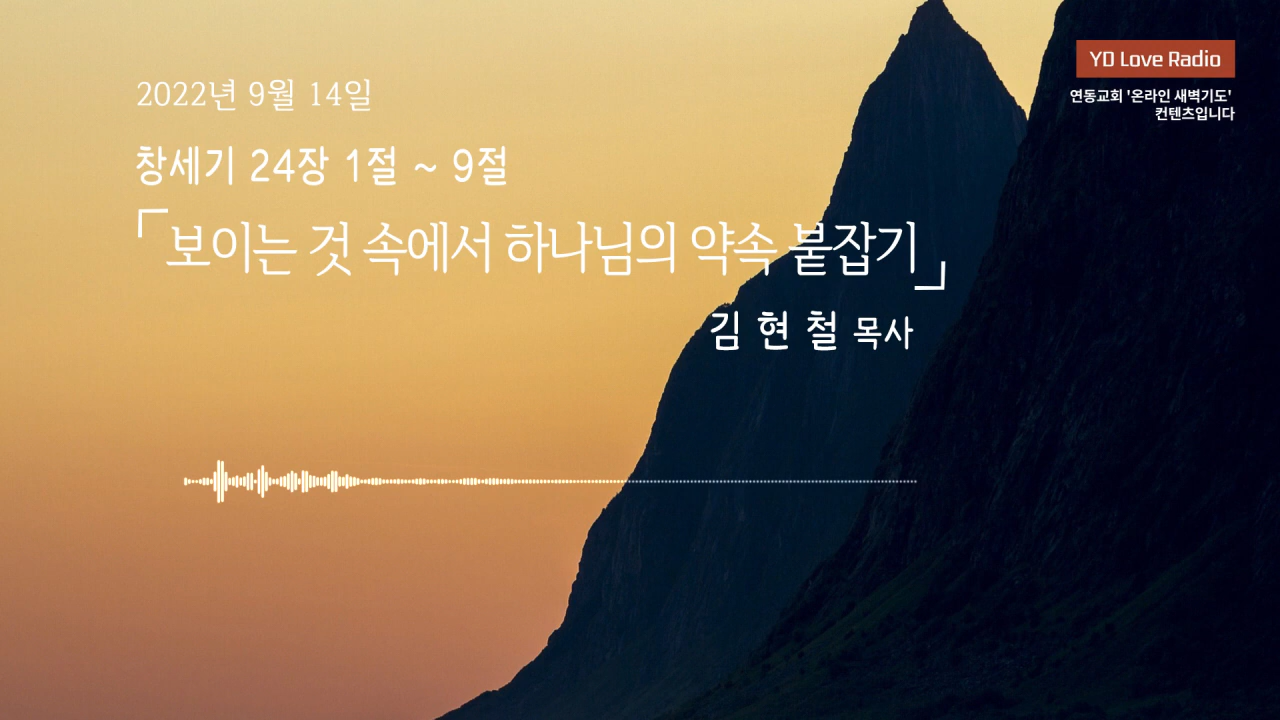 YD Love Radio
연동교회 '온라인 새벽기도'
컨텐츠입니다
2022년 9월 14일
창세기 24장 1절 ~ 9절
「보이는 것 속에서 하나님의 약속 붙잡기」
김 현 철 목사